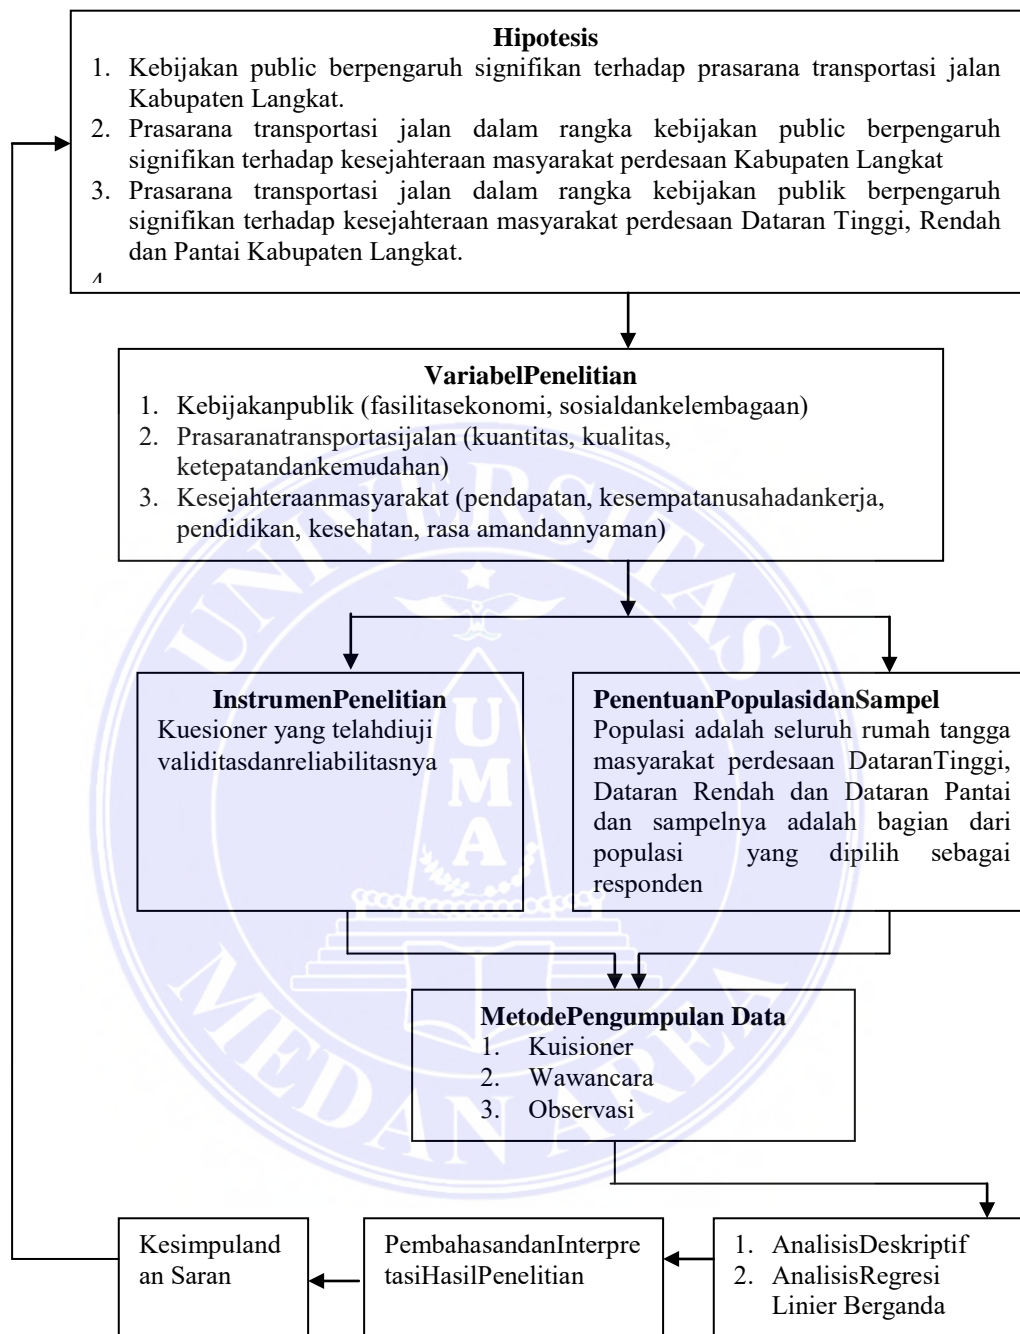 Hipotesis
1. Kebijakan public berpengaruh signifikan terhadap prasarana transportasi jalan
Kabupaten Langkat.
2. Prasarana transportasi jalan dalam rangka kebijakan public berpengaruh
signifikan terhadap kesejahteraan masyarakat perdesaan Kabupaten Langkat
3. Prasarana transportasi jalan dalam rangka kebijakan publik berpengaruh
signifikan terhadap kesejahteraan masyarakat perdesaan Dataran Tinggi, Rendah
dan Pantai Kabupaten Langkat.
VariabelPenelitian
1. Kebijakanpublik (fasilitasekonomi, sosialdankelembagaan)
2. Prasaranatransportasijalan (kuantitas, kualitas,
ketepatandankemudahan)
3. Kesejahteraanmasyarakat (pendapatan, kesempatanusahadankerja,
pendidikan, kesehatan, rasa amandannyaman)
InstrumenPenelitian
Kuesioner yang telahdiuji
validitasdanreliabilitasnya
PenentuanPopulasidanSampel
Populasi adalah seluruh rumah tangga
masyarakat perdesaan DataranTinggi,
Dataran Rendah dan Dataran Pantai
dan sampelnya adalah bagian dari
populasi yang dipilih sebagai
responden
MetodePengumpulan Data
1. Kuisioner
2. Wawancara
3. Observasi
Kesimpuland
an Saran
PembahasandanInterpre
tasiHasilPenelitian
1. AnalisisDeskriptif
2. AnalisisRegresi
Linier Berganda
UNIVERSITAS
UMA
MEDAN AREA